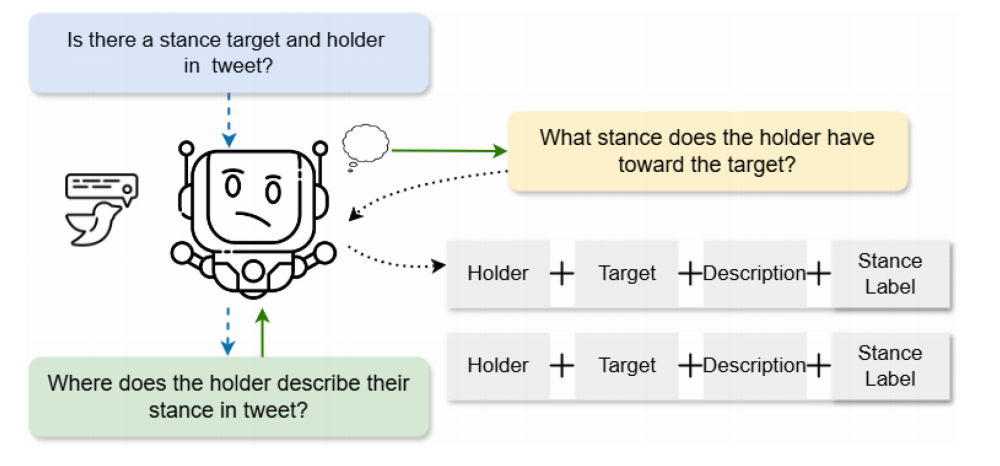 Is there a stance target and holder
in tweet?
What stance does the holder have
toward the target?
Holder + Target + Description + Stance
Label
Holder + Target + Description + Stance
Label
Where does the holder describe their
stance in tweet?